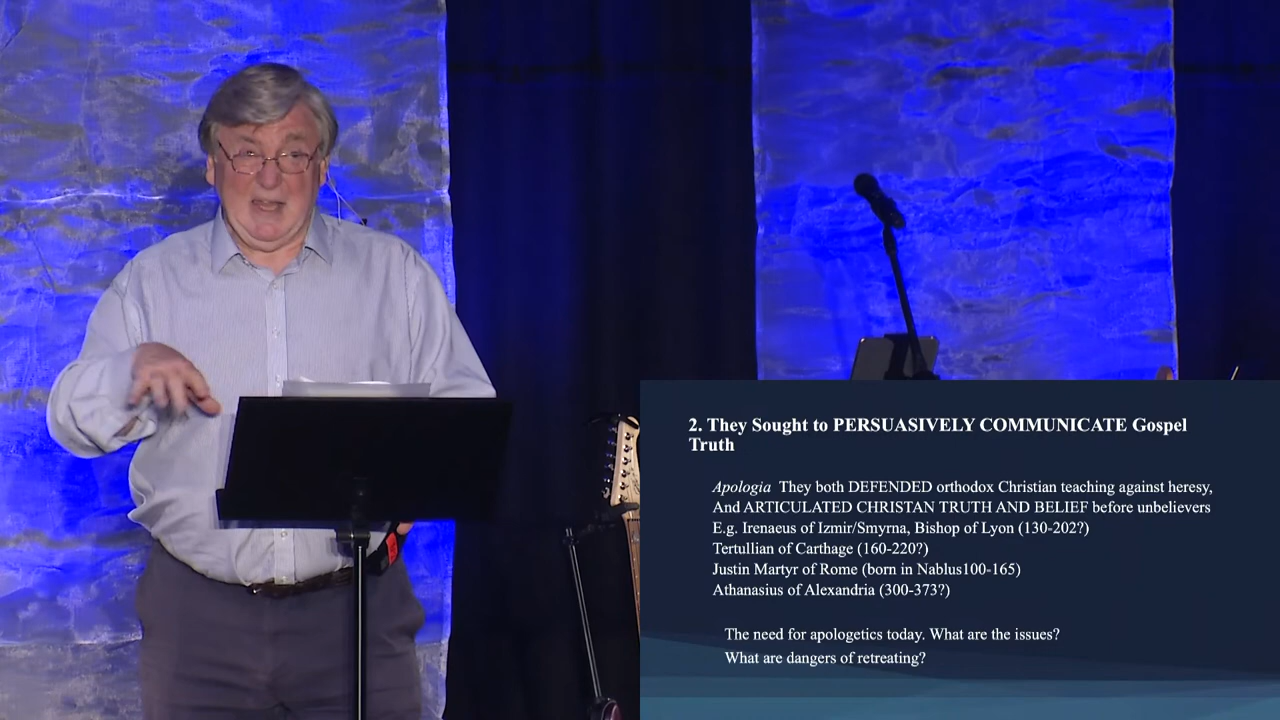 2. They Sought to PERSUASIVELY COMMUNICATE Gospel
Truth
Apologia They both DEFENDED orthodox Christian teaching against heresy,
And ARTICULATED CHRISTAN TRUTH AND BELIEF before unbelievers
E.g. Irenaeus of Izmir/Smyrna, Bishop of Lyon (130-202?)
Tertullian of Carthage (160-220?)
Justin Martyr of Rome (born in Nablus100-165)
Athanasius of Alexandria (300-373?)
The need for apologetics today. What are the issues?
What are dangers of retreating?